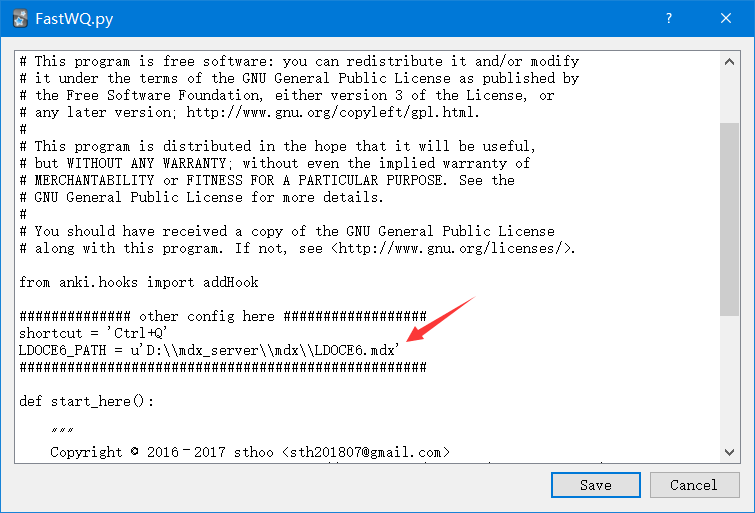 FastWQ.py
# This program is free software: you can redistribute it and/or modify
# it under the terms of the GNU General Public License as published by
# the Free Software Foundation, either version 3 of the License, or
# any later version; http://www.gnu.org/copyleft/gpl.html.
#
# This program is distributed in the hope that it will be useful,
# but WITHOUT ANY WARRANTY; without even the implied warranty of
# MERCHANTABILITY or FITNESS FOR A PARTICULAR PURPOSE. See the
# GNU General Public License for more details.
#
# You should have received a copy of the GNU General Public License
# along with this program. If not, see <http://www.gnu.org/licenses/>.
from anki.hooks import addHook
############## other config here ##################
shortcut = 'Ctrl+Q'
LDOCE6_PATH = u'D:\\mdx_server\\mdx\\LDOCE6.mdx'
###################################################
def start_here():
"""
Copyright © 2016-2017 sthoo <sth201807@gmail.com>
Save Cancel